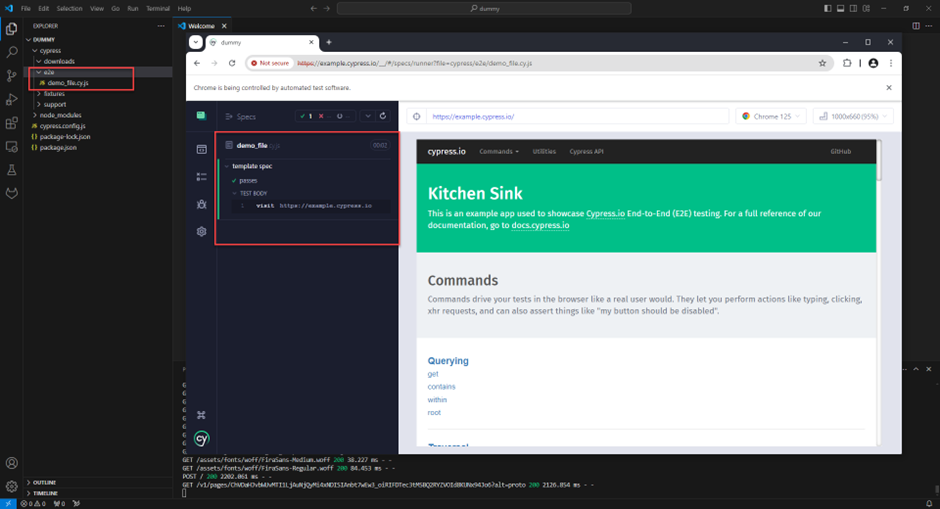 File Edit Selection View Go Run Terminal Help
dummy
EXPLORER
DUMMY
cypress
downloads
e2e
demo_file.cy.js
fixtures
support
node_modules
cypress.config.js
package-lock.json
package.json
OUTLINE
TIMELINE
Welcome
dummy
Not secure https://example.cypress.io/__/#/specs/runner?file=cypress/e2e/demo_file.cy.js
Chrome is being controlled by automated test software.
Specs
1
demo_file cy.js 00:02
template spec
passes
TEST BODY
1 visit https://example.cypress.io
cy
https://example.cypress.io/
Chrome 125
1000x660 (95%)
cypress.io Commands Utilities Cypress API GitHub
Kitchen Sink
This is an example app used to showcase Cypress.io End-to-End (E2E) testing. For a full reference of our
documentation, go to docs.cypress.io
Commands
Commands drive your tests in the browser like a real user would. They let you perform actions like typing, clicking,
xhr requests, and can also assert things like "my button should be disabled".
Querying
get
contains
within
root
GET /assets/fonts/woff/FiraSans-Medium.woff 200 38.227 ms - -
GET /assets/fonts/woff/FiraSans-Regular.woff 200 84.453 ms - -
POST / 200 2202.061 ms - -
200 2126.854 ms - -
0 0 0